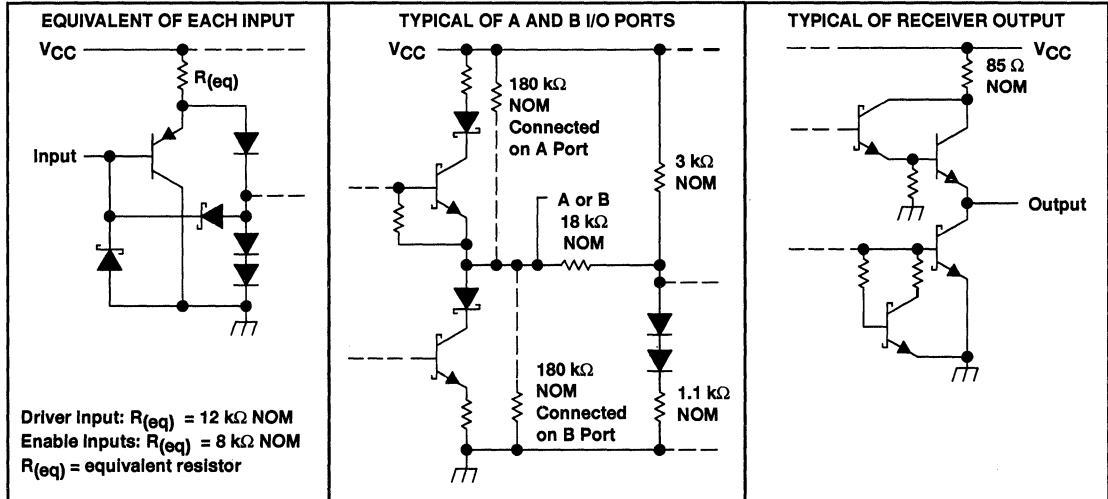 EQUIVALENT OF EACH INPUT
VCC
R(eq)
Input
Driver Input: R(eq) = 12 kΩ NOM
Enable Inputs: R(eq) = 8 kΩ NOM
R(eq) = equivalent resistor
TYPICAL OF A AND B I/O PORTS
VCC
180 kΩ
NOM
Connected
on A Port
3 kΩ
NOM
A or B
18 kΩ
NOM
180 kΩ
NOM
Connected
on B Port
1.1 kΩ
NOM
TYPICAL OF RECEIVER OUTPUT
VCC
85 Ω
NOM
Output